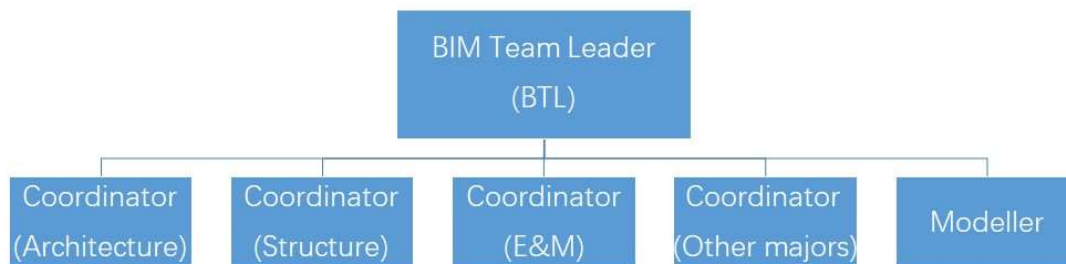 BIM Team Leader
(BTL)
Coordinator
(Architecture)
Coordinator
(Structure)
Coordinator
(E&M)
Coordinator
(Other majors)
Modeller